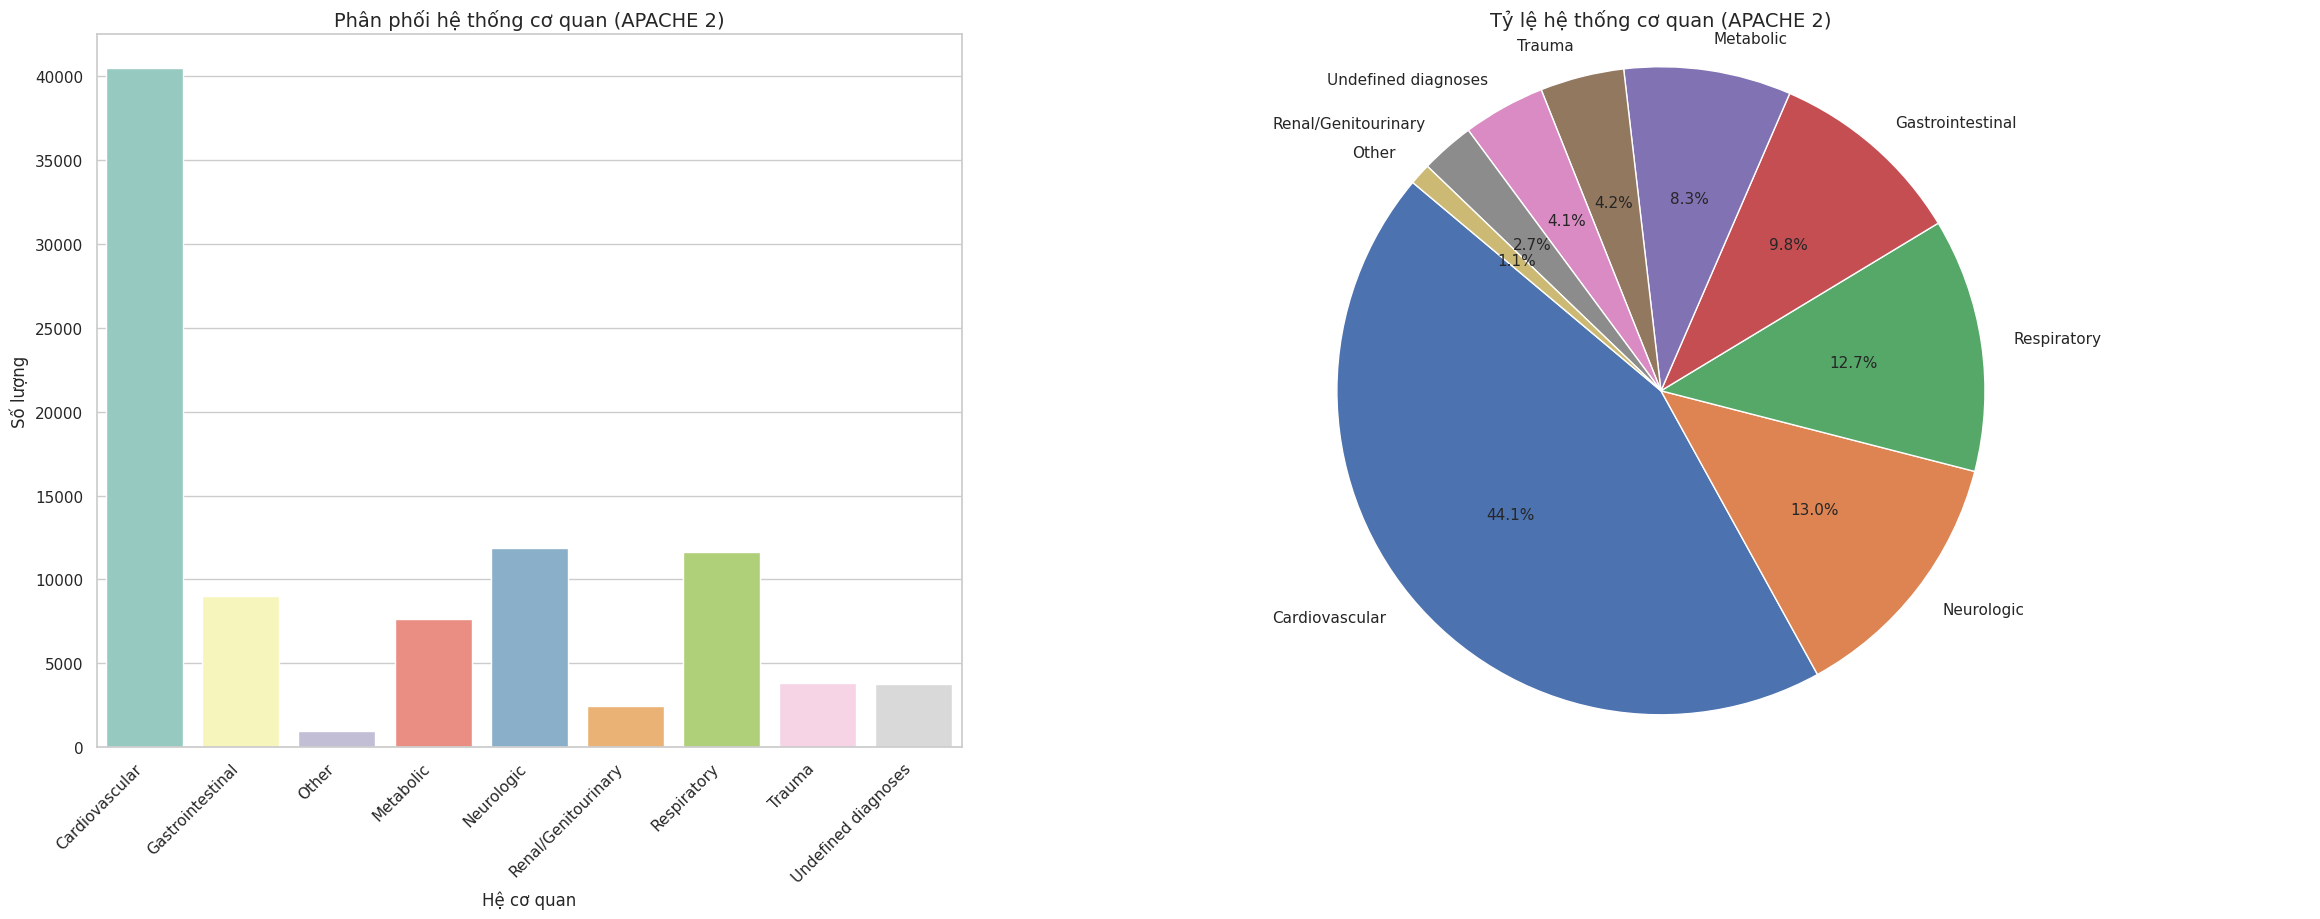 Phân phối hệ thống cơ quan (APACHE 2)
40000
35000
30000
25000
20000
15000
10000
5000
0
Số lượng
Cardiovascular
Gastrointestinal
Other
Metabolic
Neurologic
Renal/Genitourinary
Respiratory
Trauma
Undefined diagnoses
Hệ cơ quan
Tỷ lệ hệ thống cơ quan (APACHE 2)
Metabolic
Trauma
Undefined diagnoses
Renal/Genitourinary
Gastrointestinal
Other
8.3%
4.2%
4.1%
2.7%
9.8%
1.1%
Respiratory
12.7%
13.0%
44.1%
Neurologic
Cardiovascular